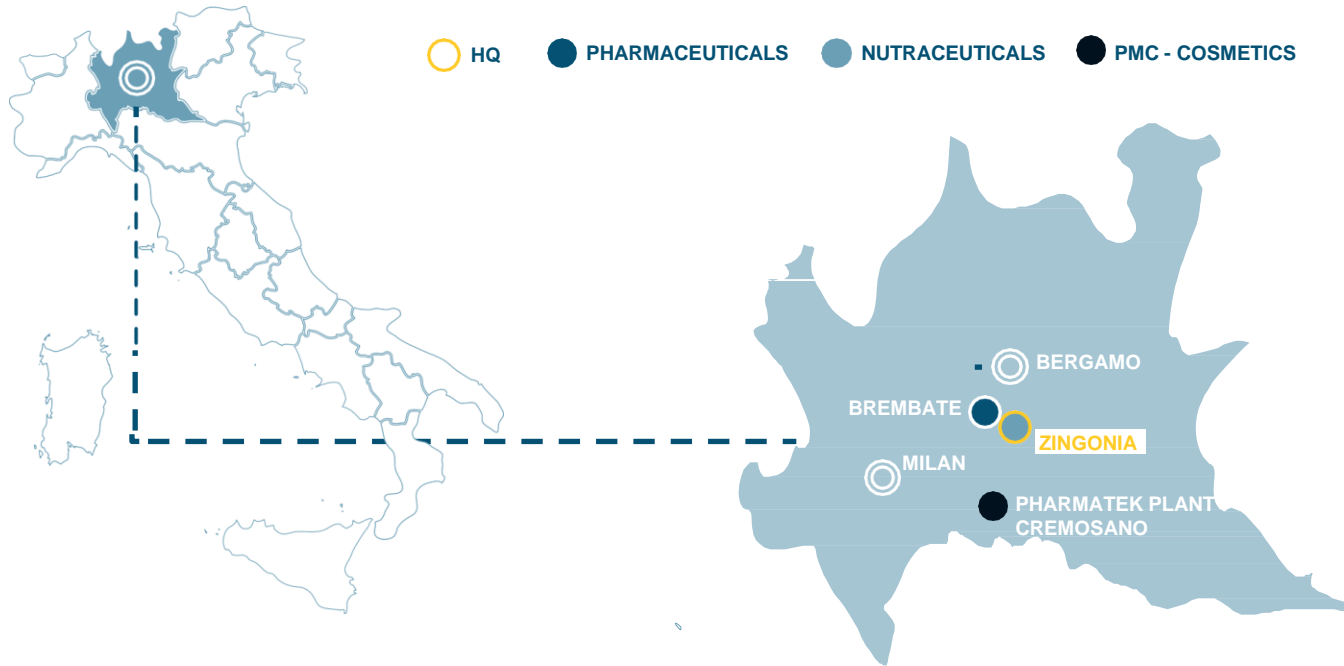 HQ
PHARMACEUTICALS
NUTRACEUTICALS
PMC - COSMETICS
BERGAMO
BREMBATE
ZINGONIA
MILAN
PHARMATEK PLANT
CREMOSANO